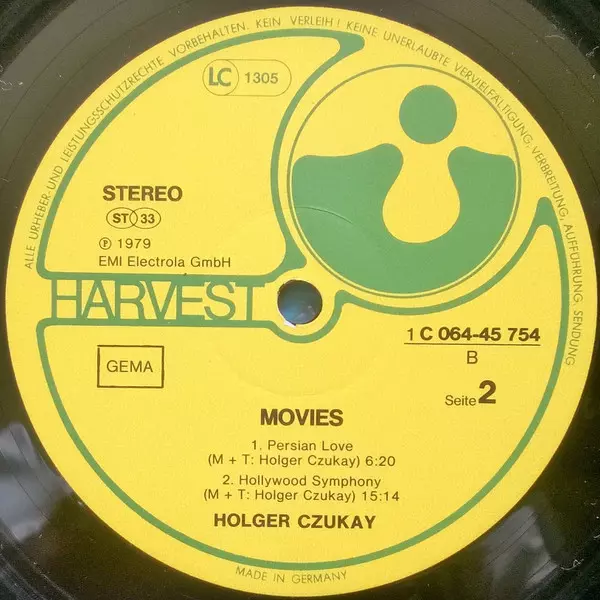 ALLE URHEBER- UND LEISTUNGSSCHUTZRECHTE VORBEHALTEN. KEIN VERLEIH! KEINE UNERLAUBTE VERVIELFÄLTIGUNG, VERBREITUNG, AUFFÜHRUNG, SENDUNG
LC 1305
STEREO
ST 33
Ⓟ 1979
EMI Electrola GmbH
HARVEST
1 C 064-45 754
B
GEMA
Seite 2
MOVIES
1. Persian Love
(M + T: Holger Czukay) 6:20
2. Hollywood Symphony
(M + T: Holger Czukay) 15:14
HOLGER CZUKAY
MADE IN GERMANY